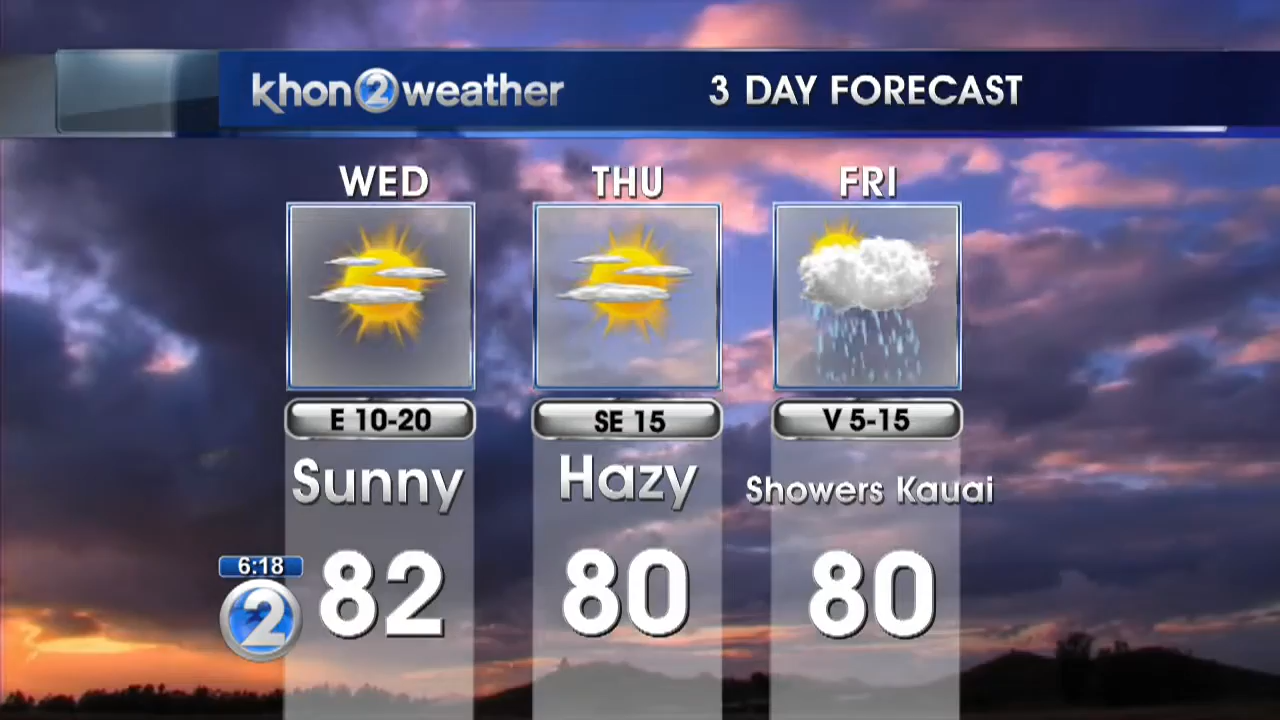 khon2weather
3 DAY FORECAST
WED
THU
FRI
E 10-20
SE 15
V 5-15
Sunny
Hazy
Showers Kauai
82
80
80
6:18
2